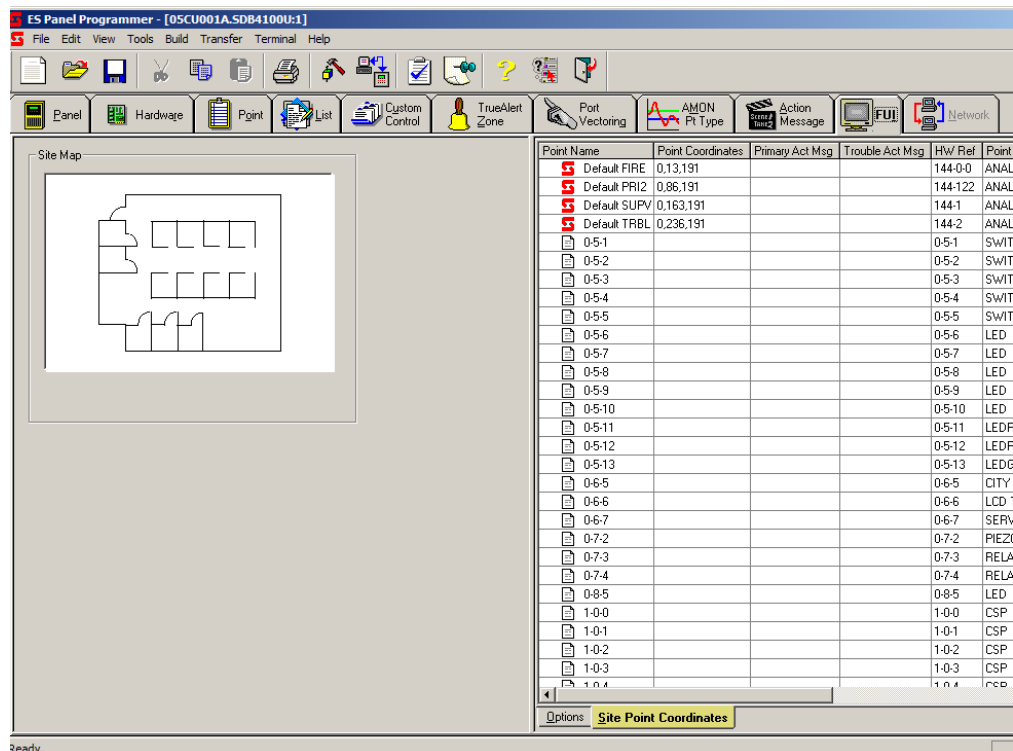 ES Panel Programmer - [05CU001A.SDB4100U:1]
File Edit View Tools Build Transfer Terminal Help
Panel Hardware Point List Custom Control TrueAlert Zone Port Vectoring AMON Pt Type Action Message FUI Network
Site Map
Point Name Point Coordinates Primary Act Msg Trouble Act Msg HW Ref Point
Default FIRE 0,13,191 144-0-0 ANAL
Default PRI2 0,86,191 144-122 ANAL
Default SUPV 0,163,191 144-1 ANAL
Default TRBL 0,236,191 144-2 ANAL
0-5-1 0-5-1 SWIT
0-5-2 0-5-2 SWIT
0-5-3 0-5-3 SWIT
0-5-4 0-5-4 SWIT
0-5-5 0-5-5 SWIT
0-5-6 0-5-6 LED
0-5-7 0-5-7 LED
0-5-8 0-5-8 LED
0-5-9 0-5-9 LED
0-5-10 0-5-10 LED
0-5-11 0-5-11 LEDF
0-5-12 0-5-12 LEDF
0-5-13 0-5-13 LEDG
0-6-5 0-6-5 CITY
0-6-6 0-6-6 LCD
0-6-7 0-6-7 SERV
0-7-2 0-7-2 PIEZO
0-7-3 0-7-3 RELA
0-7-4 0-7-4 RELA
0-8-5 0-8-5 LED
1-0-0 1-0-0 CSP
1-0-1 1-0-1 CSP
1-0-2 1-0-2 CSP
1-0-3 1-0-3 CSP
Options Site Point Coordinates
Ready